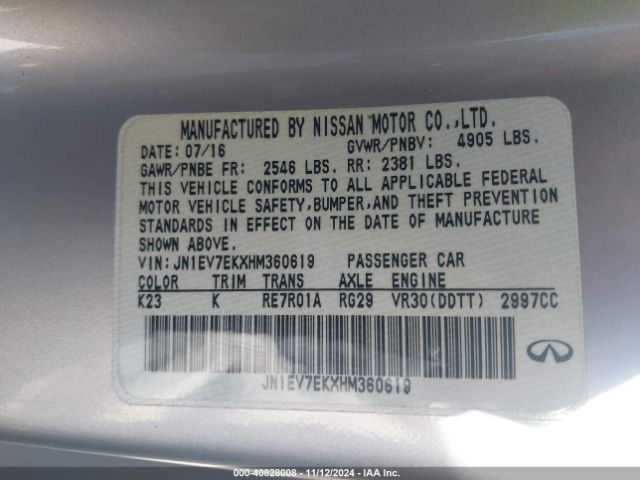 MANUFACTURED BY NISSAN MOTOR CO.,LTD.
DATE: 07/16 GVWR/PNBV: 4905 LBS.
GAWR/PNBE FR: 2546 LBS. RR: 2381 LBS.
THIS VEHICLE CONFORMS TO ALL APPLICABLE FEDERAL
MOTOR VEHICLE SAFETY,BUMPER,AND THEFT PREVENTION
STANDARDS IN EFFECT ON THE DATE OF MANUFACTURE
SHOWN ABOVE.
VIN:JN1EV7EKXHM360619 PASSENGER CAR
COLOR TRIM TRANS AXLE ENGINE
K23 K RE7R01A RG29 VR30(DDTT) 2997CC
JN1EV7EKXHM360619
000-40828008 - 11/12/2024 - IAA Inc.